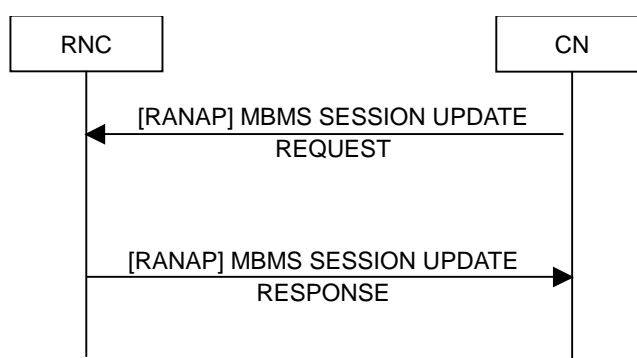 RNC
CN
[RANAP] MBMS SESSION UPDATE
REQUEST
[RANAP] MBMS SESSION UPDATE
RESPONSE